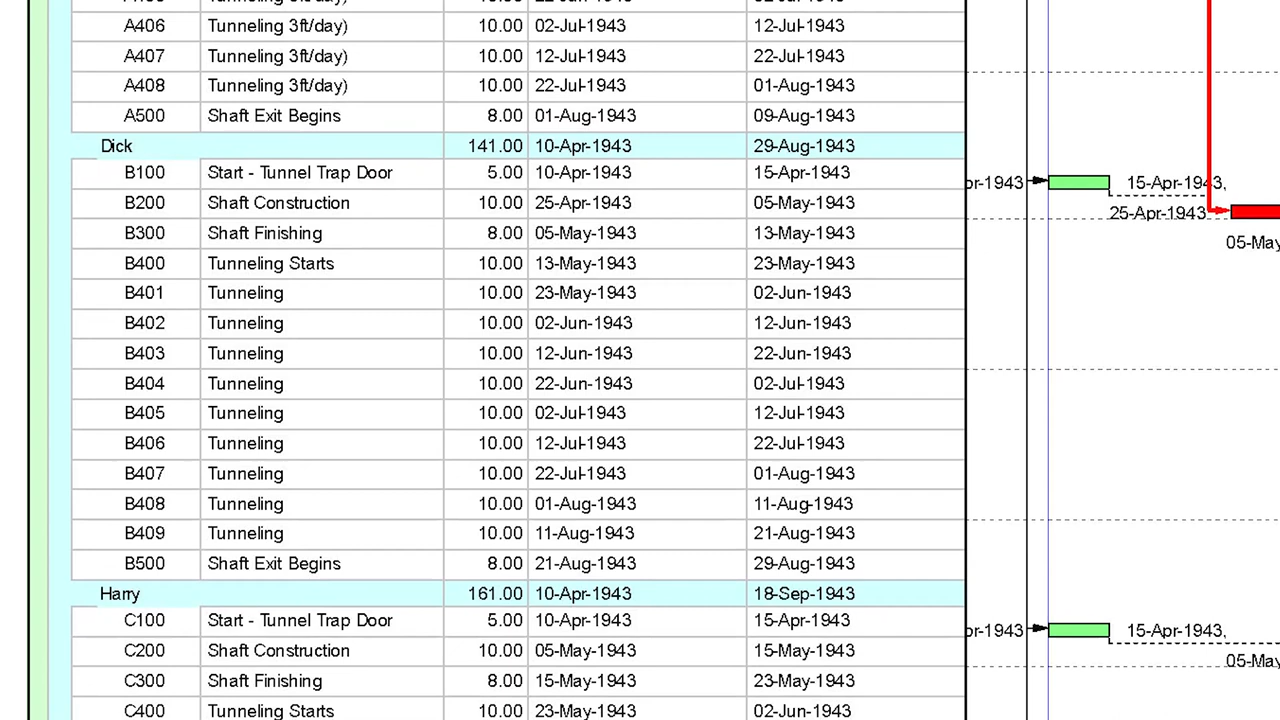 A406 Tunneling 3ft/day) 10.00 02-Jul-1943 12-Jul-1943
A407 Tunneling 3ft/day) 10.00 12-Jul-1943 22-Jul-1943
A408 Tunneling 3ft/day) 10.00 22-Jul-1943 01-Aug-1943
A500 Shaft Exit Begins 8.00 01-Aug-1943 09-Aug-1943
Dick 141.00 10-Apr-1943 29-Aug-1943
B100 Start - Tunnel Trap Door 5.00 10-Apr-1943 15-Apr-1943 pr-1943 15-Apr-1943,
B200 Shaft Construction 10.00 25-Apr-1943 05-May-1943 25-Apr-1943
B300 Shaft Finishing 8.00 05-May-1943 13-May-1943 05-May
B400 Tunneling Starts 10.00 13-May-1943 23-May-1943
B401 Tunneling 10.00 23-May-1943 02-Jun-1943
B402 Tunneling 10.00 02-Jun-1943 12-Jun-1943
B403 Tunneling 10.00 12-Jun-1943 22-Jun-1943
B404 Tunneling 10.00 22-Jun-1943 02-Jul-1943
B405 Tunneling 10.00 02-Jul-1943 12-Jul-1943
B406 Tunneling 10.00 12-Jul-1943 22-Jul-1943
B407 Tunneling 10.00 22-Jul-1943 01-Aug-1943
B408 Tunneling 10.00 01-Aug-1943 11-Aug-1943
B409 Tunneling 10.00 11-Aug-1943 21-Aug-1943
B500 Shaft Exit Begins 8.00 21-Aug-1943 29-Aug-1943
Harry 161.00 10-Apr-1943 18-Sep-1943
C100 Start - Tunnel Trap Door 5.00 10-Apr-1943 15-Apr-1943 pr-1943 15-Apr-1943,
C200 Shaft Construction 10.00 05-May-1943 15-May-1943 05-May
C300 Shaft Finishing 8.00 15-May-1943 23-May-1943
C400 Tunneling Starts 10.00 23-May-1943 02-Jun-1943